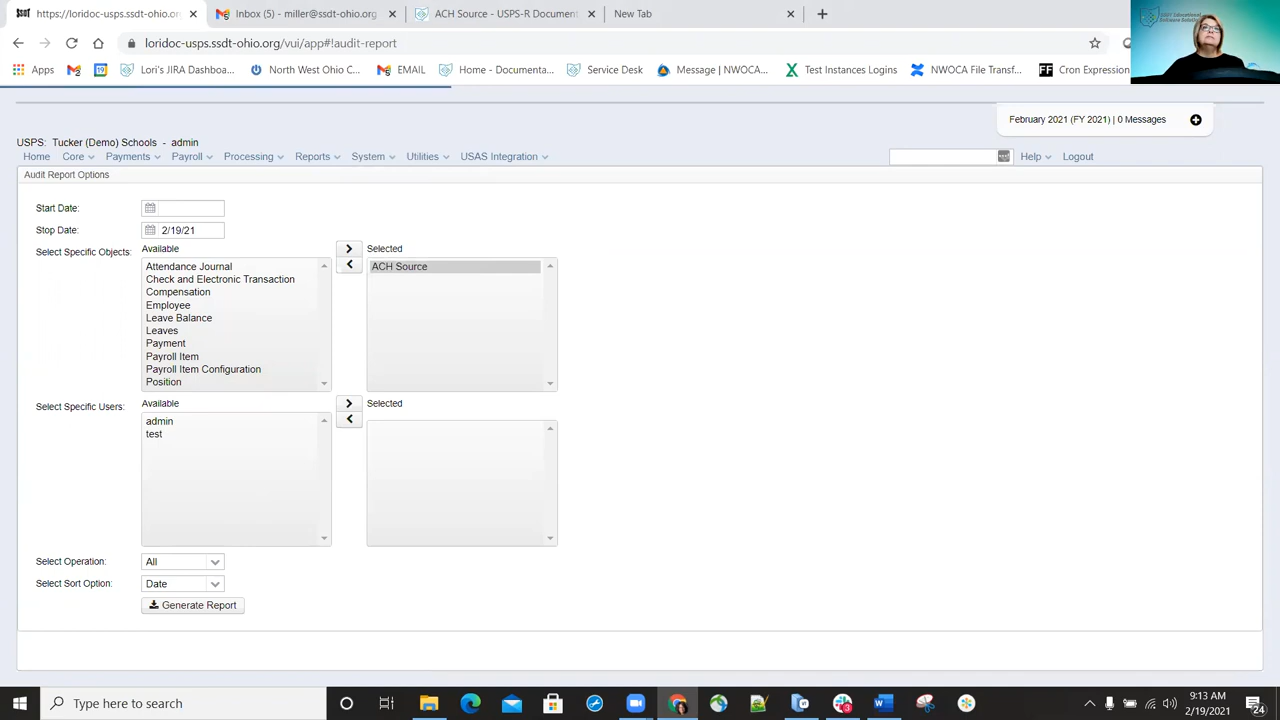 https://loridoc-usps.ssdt-ohio.org/
Inbox (5) - miller@ssdt-ohio.org
ACH Source - USPS-R Document
New Tab
loridoc-usps.ssdt-ohio.org/vui/app#!audit-report
Apps
Lori's JIRA Dashboa...
North West Ohio C...
EMAIL
Home - Documenta...
Service Desk
Message | NWOCA...
Test Instances Logins
NWOCA File Transf...
Cron Expression
February 2021 (FY 2021) | 0 Messages
USPS: Tucker (Demo) Schools - admin
Home Core Payments Payroll Processing Reports System Utilities USAS Integration Help Logout
Audit Report Options
Start Date:
Stop Date: 2/19/21
Select Specific Objects: Available Selected
Attendance Journal
Check and Electronic Transaction
Compensation
Employee
Leave Balance
Leaves
Payment
Payroll Item
Payroll Item Configuration
Position
ACH Source
Select Specific Users: Available Selected
admin
test
Select Operation: All
Select Sort Option: Date
Generate Report
Type here to search
9:13 AM
2/19/2021
3
24